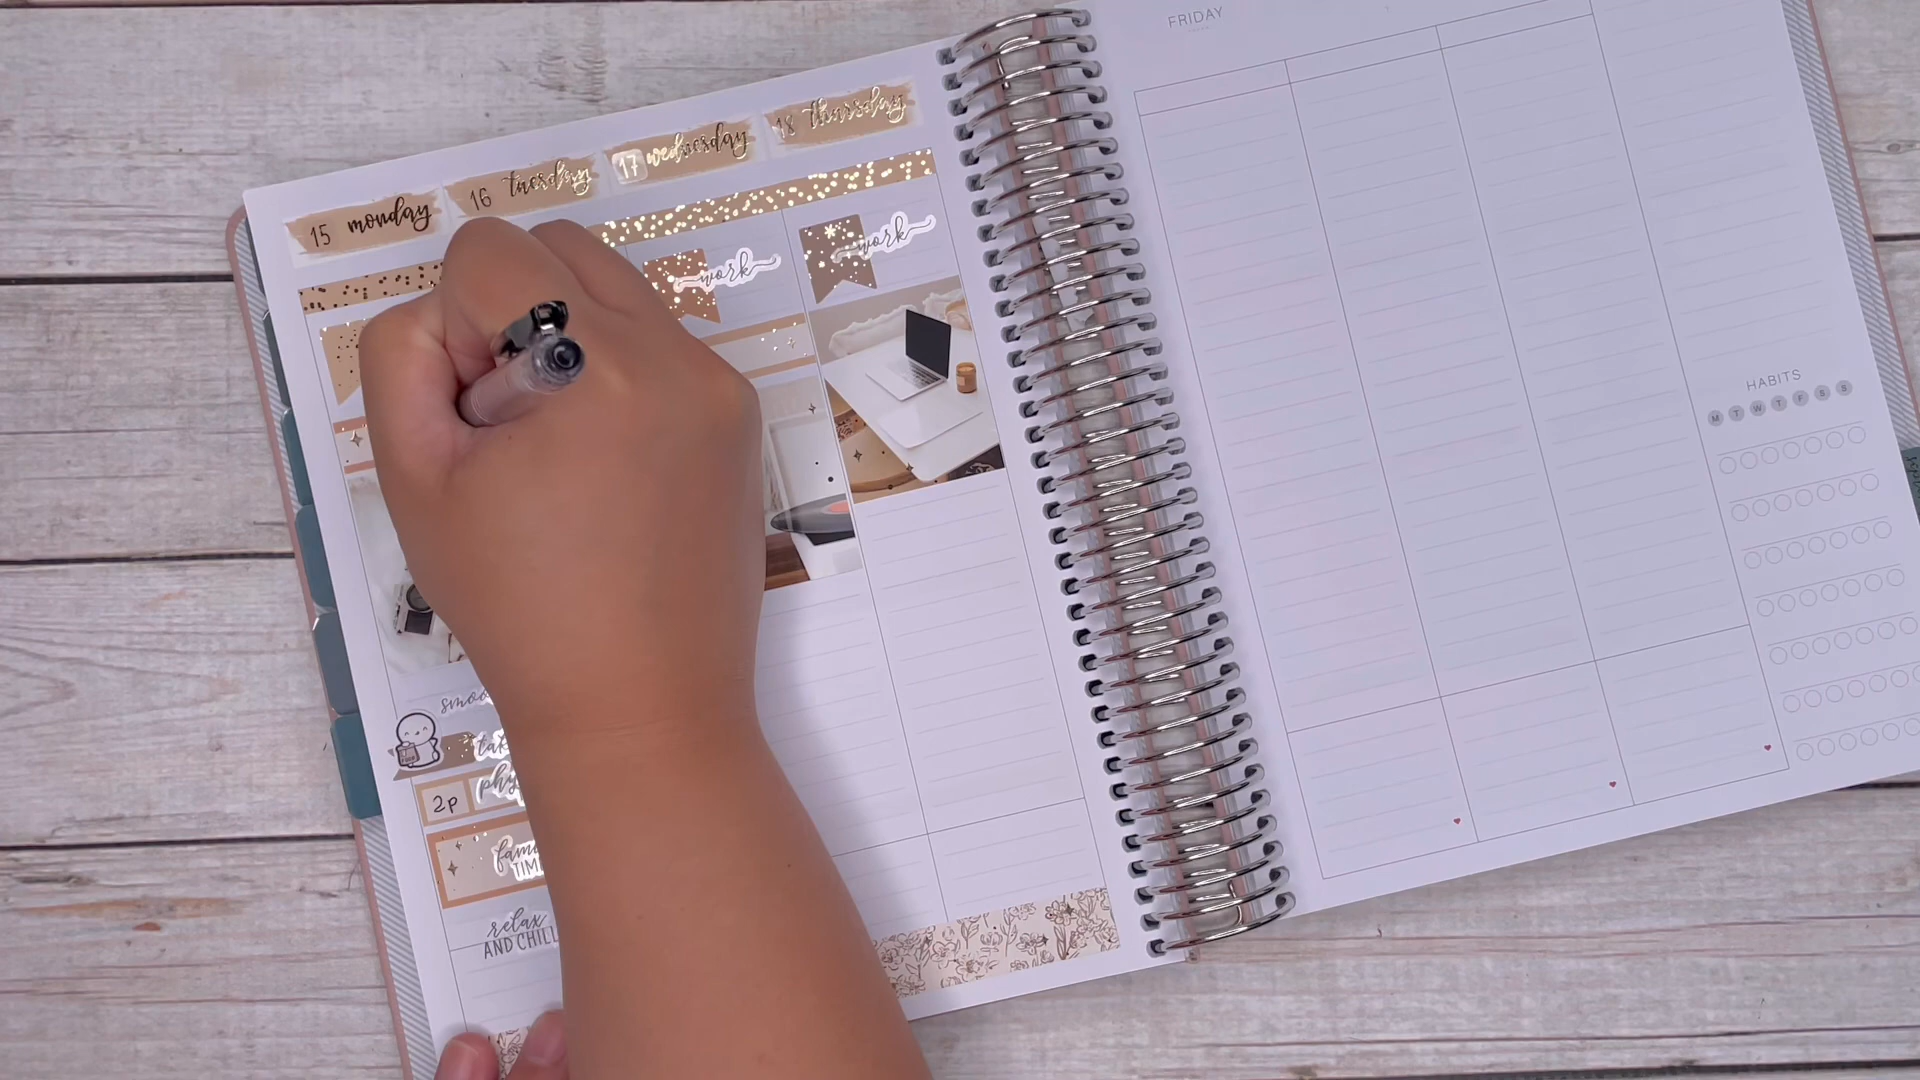 FRIDAY
15 monday
16 tuesday
17 wednesday
18 thursday
work
work
HABITS
M T W T F S S
2p
relax
AND CHILL